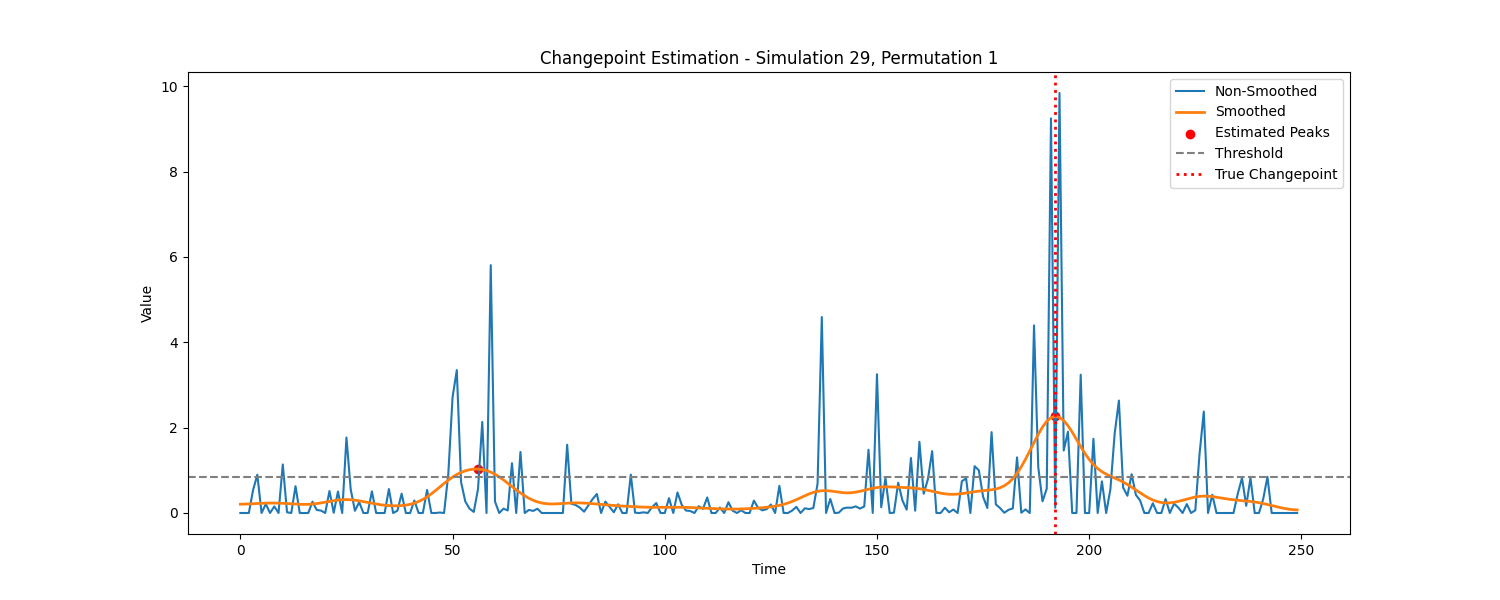 Changepoint Estimation - Simulation 29, Permutation 1
10
8
6
4
2
0
Value
0
50
100
150
200
250
Time
Non-Smoothed
Smoothed
Estimated Peaks
Threshold
True Changepoint